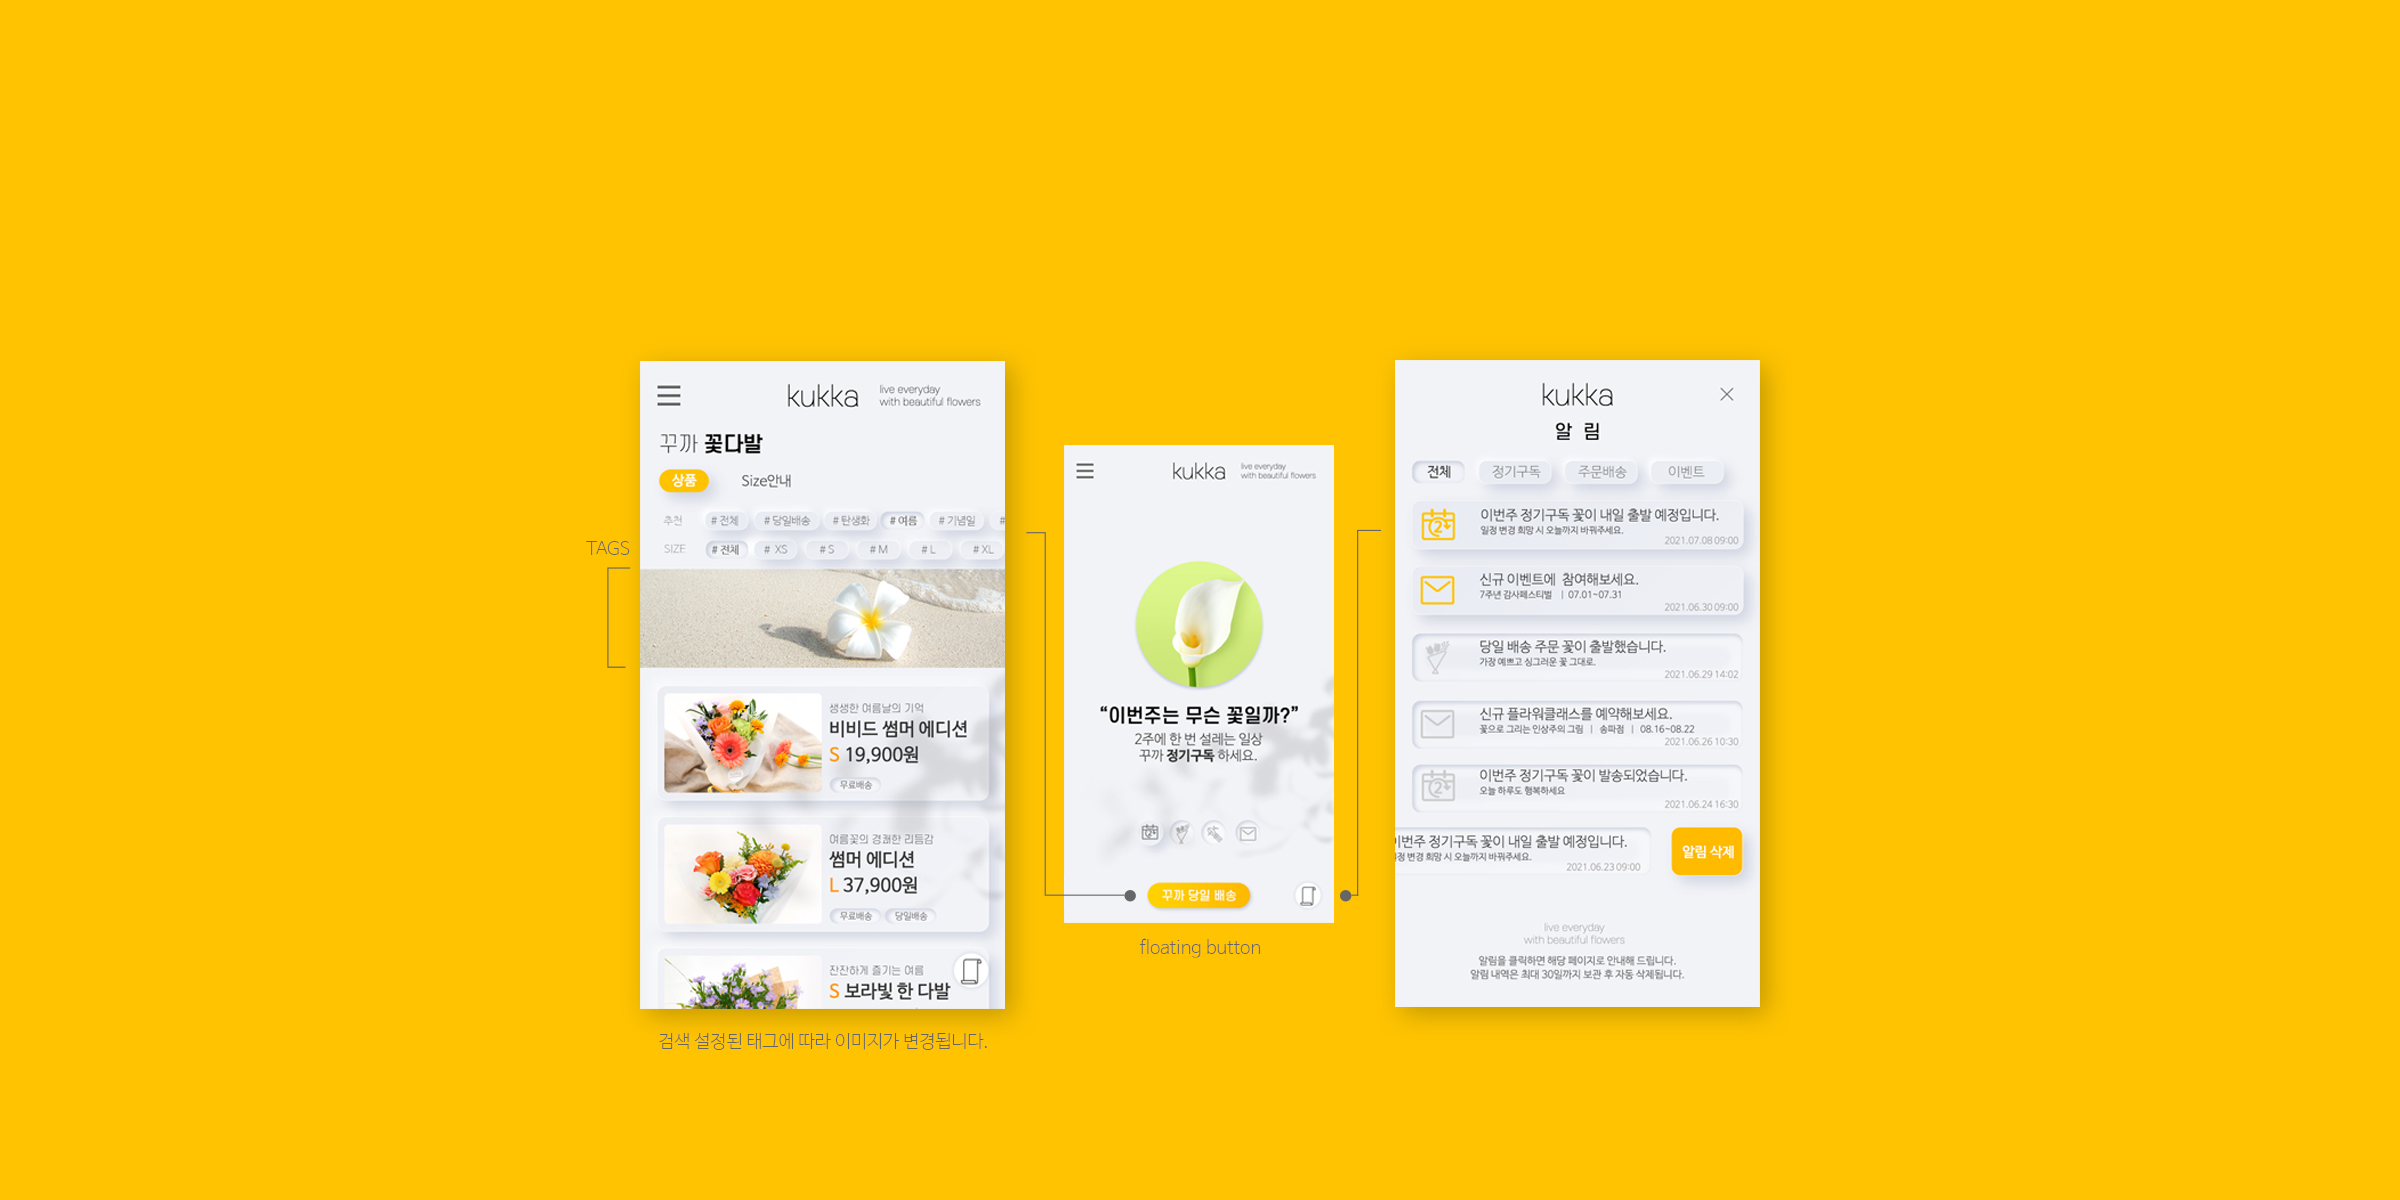 TAGS
kukka
live everyday
with beautiful flowers
꾸까 꽃다발
상품
Size안내
추천
# 전체
# 당일배송
# 탄생화
# 여름
# 기념일
#
SIZE
# 전체
# XS
# S
# M
# L
# XL
생생한 여름날의 기억
비비드 썸머 에디션
S 19,900원
무료배송
여름꽃의 경쾌한 리듬감
썸머 에디션
L 37,900원
무료배송
당일배송
잔잔하게 즐기는 여름
S 보라빛 한 다발
검색 설정된 태그에 따라 이미지가 변경됩니다.
kukka
live everyday
with beautiful flowers
“이번주는 무슨 꽃일까?”
2주에 한 번 설레는 일상
꾸까 정기구독 하세요.
2
꾸까 당일 배송
floating button
kukka
알 림
전체
정기구독
주문배송
이벤트
2
이번주 정기구독 꽃이 내일 출발 예정입니다.
일정 변경 희망 시 오늘까지 바꿔주세요.
2021.07.08 09:00
신규 이벤트에 참여해보세요.
7주년 감사페스티벌 | 07.01~07.31
2021.06.30 09:00
당일 배송 주문 꽃이 출발했습니다.
가장 예쁘고 싱그러운 꽃 그대로.
2021.06.29 14:02
신규 플라워클래스를 예약해보세요.
꽃으로 그리는 인상주의 그림 | 송파점 | 08.16~08.22
2021.06.26 10:30
2
이번주 정기구독 꽃이 발송되었습니다.
오늘 하루도 행복하세요
2021.06.24 16:30
이번주 정기구독 꽃이 내일 출발 예정입니다.
일정 변경 희망 시 오늘까지 바꿔주세요.
2021.06.23 09:00
알림 삭제
live everyday
with beautiful flowers
알림을 클릭하면 해당 페이지로 안내해 드립니다.
알림 내역은 최대 30일까지 보관 후 자동 삭제됩니다.